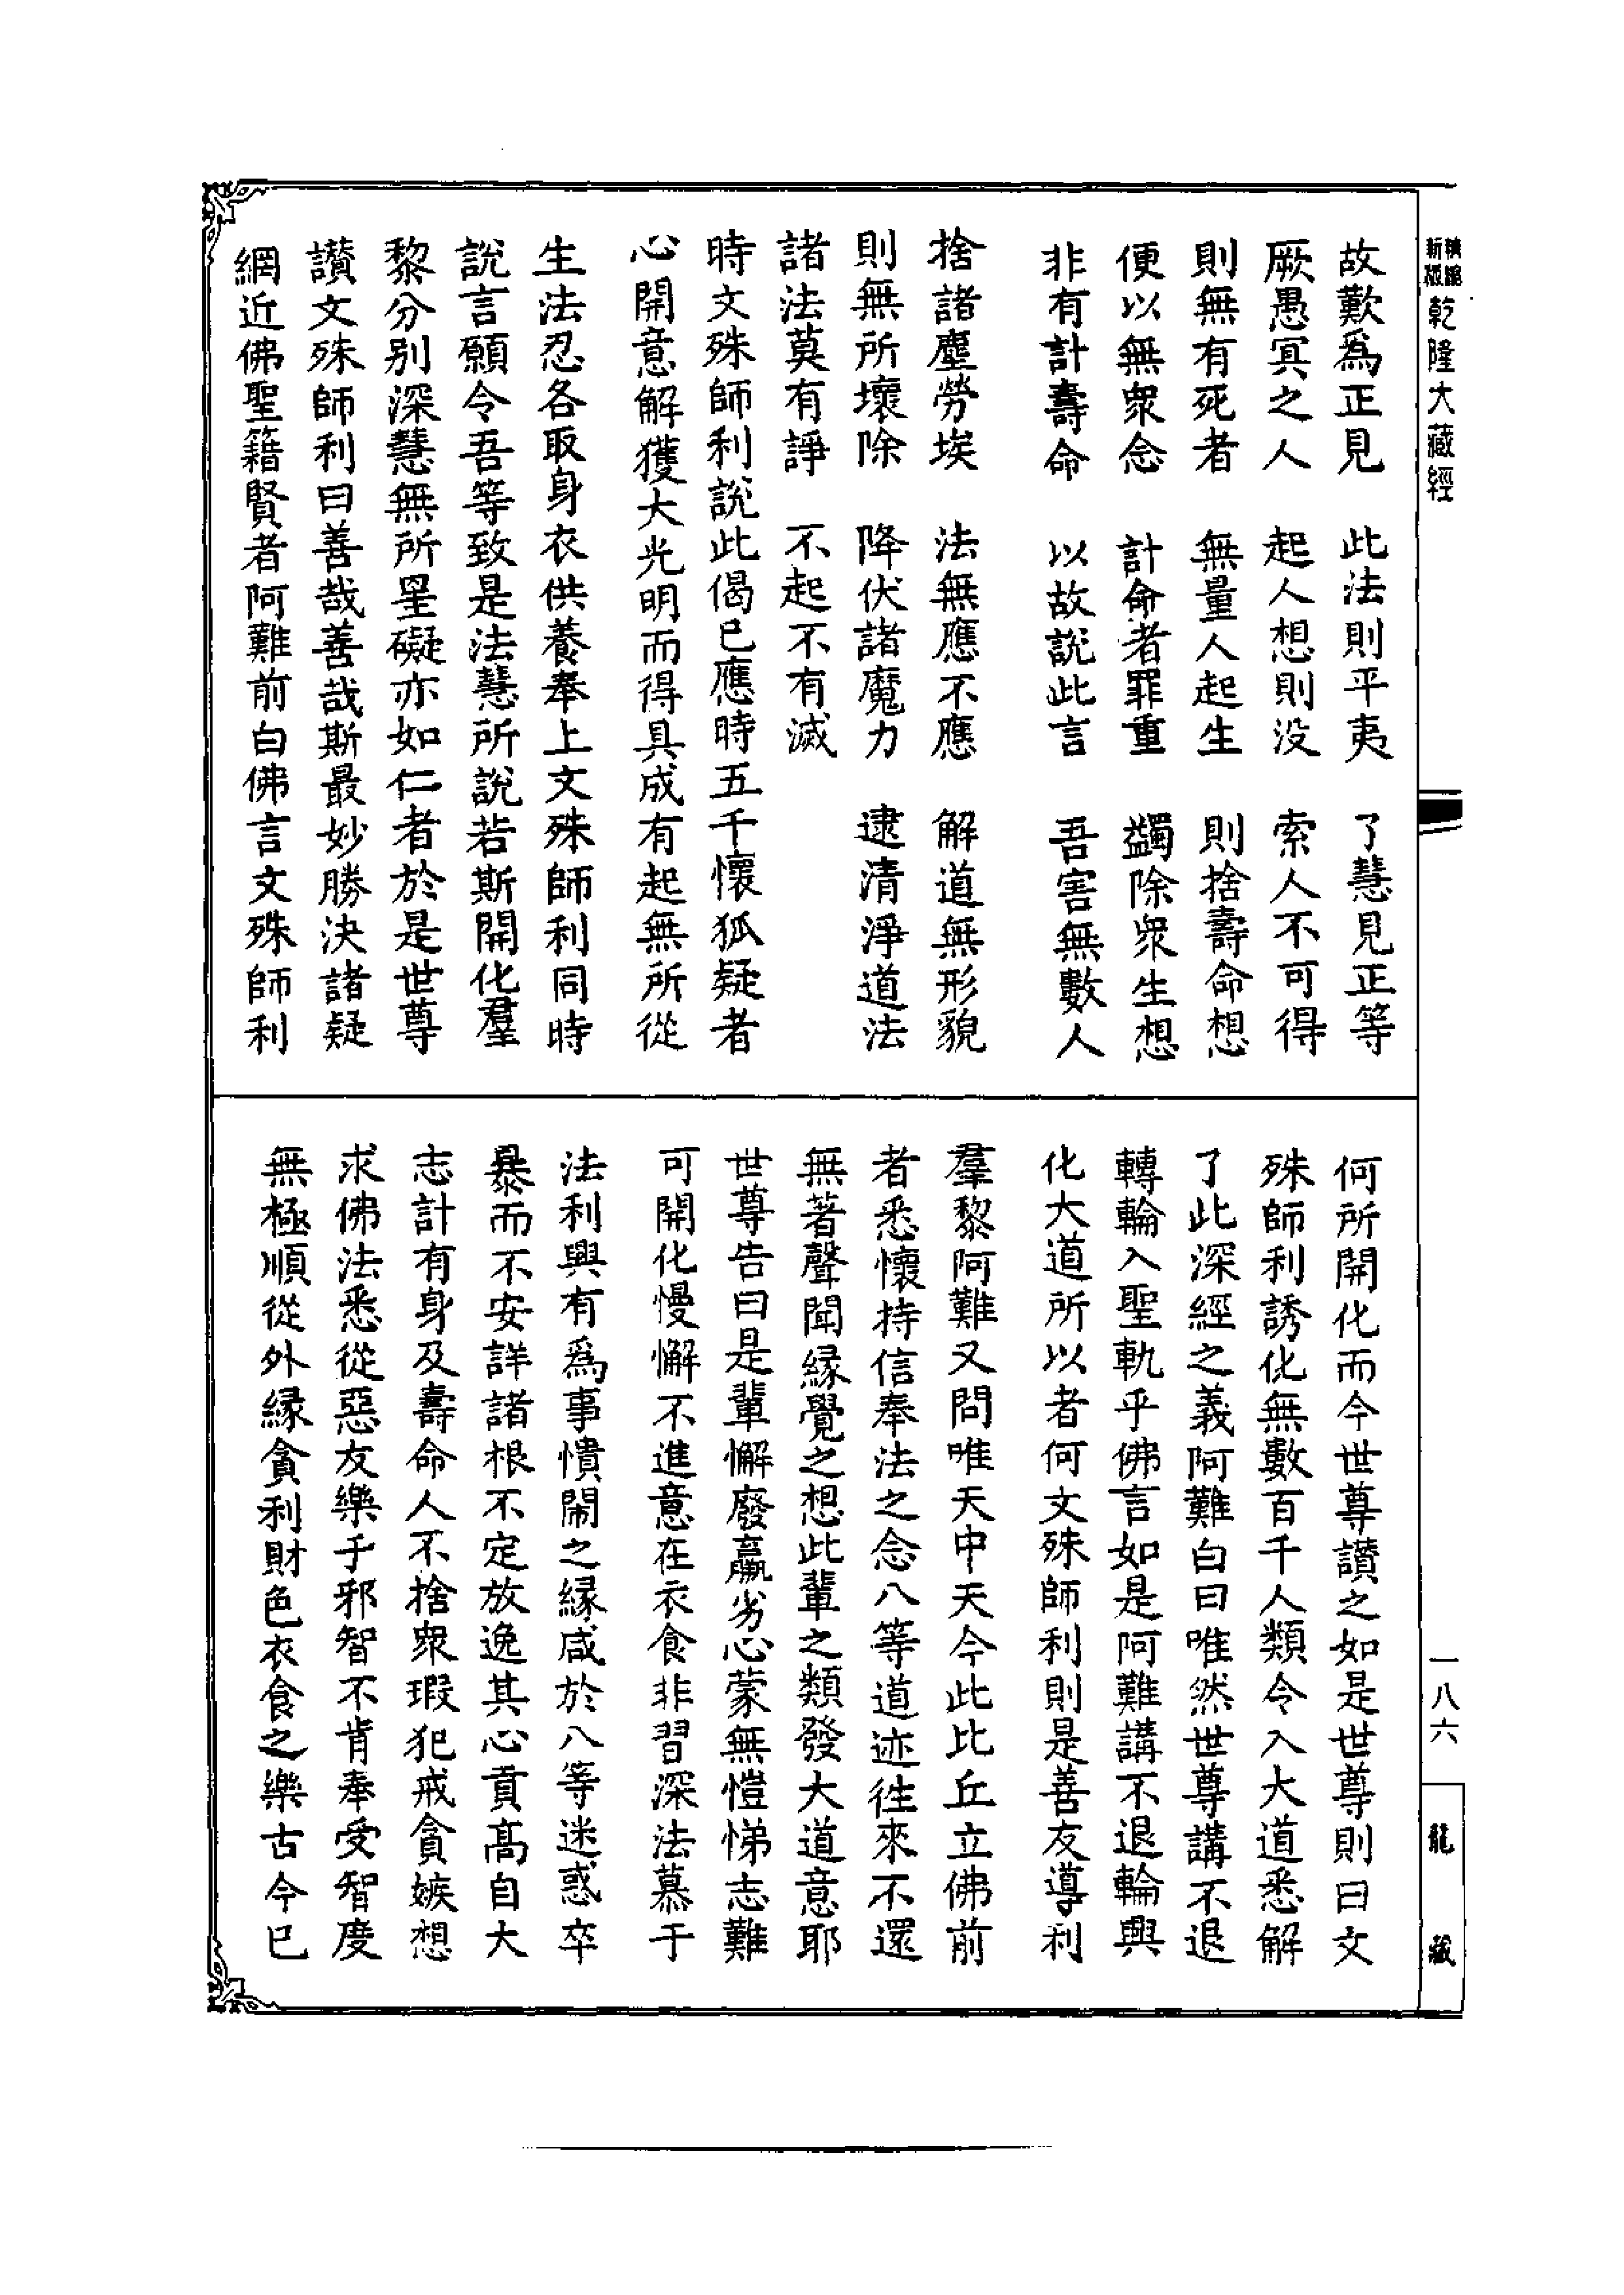 新編縮版乾隆大藏經
故歎爲正見　此法則平夷　了慧見正等
厥愚冥之人　起人想則没　索人不可得
則無有死者　無量人起生　則捨壽命想
便以無衆念　計命者罪重　蠲除衆生想
非有計壽命　以故説此言　吾害無數人
捨諸塵勞埃　法無應不應　解道無形貌
則無所壞除　降伏諸魔力　逮清淨道法
諸法莫有諍　不起不有滅
時文殊師利説此偈已應時五千懷狐疑者
心開意解獲大光明而得具成有起無所從
生法忍各取身衣供養奉上文殊師利同時
説言願令吾等致是法慧所説若斯開化羣
黎分别深慧無所罣礙亦如仁者於是世尊
讚文殊師利曰善哉善哉斯最妙勝決諸疑
網近佛聖籍賢者阿難前白佛言文殊師利
何所開化而今世尊讚之如是世尊則曰文
殊師利誘化無數百千人類令入大道悉解
了此深經之義阿難白曰唯然世尊講不退
轉輪入聖軌乎佛言如是阿難講不退輪興
化大道所以者何文殊師利則是善友導利
羣黎阿難又問唯天中天今此比丘立佛前
者悉懷持信奉法之念八等道迹往來不還
無著聲聞緣覺之想此輩之類發大道意耶
世尊告曰是輩懈廢羸劣心蒙無愷悌志難
可開化慢懈不進意在衣食非習深法慕于
法利興有爲事憒閙之緣咸於八等迷惑卒
暴而不安詳諸根不定放逸其心貢高自大
志計有身及壽命人不捨衆瑕犯戒貪嫉想
求佛法悉從惡友樂乎邪智不肯奉受智度
無極順從外緣貪利財色衣食之樂古今已
一八六
龍藏